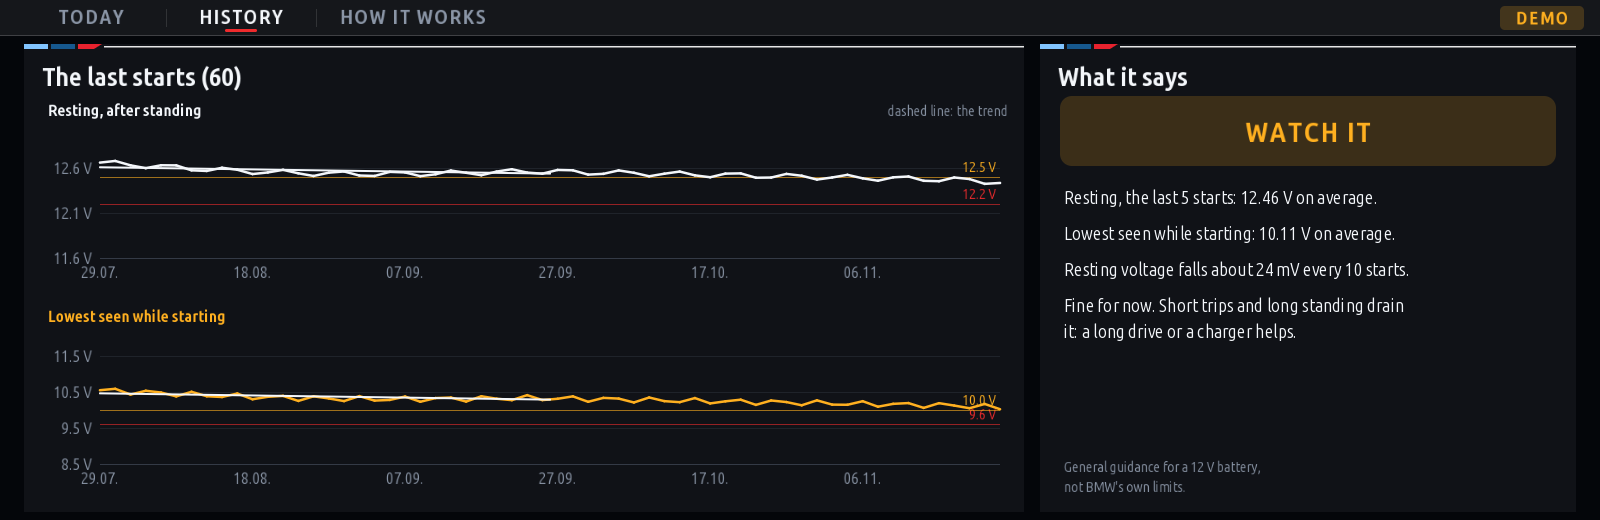 TODAY
HISTORY
HOW IT WORKS
DEMO
The last starts (60)
Resting, after standing
dashed line: the trend
12.6 V
12.5 V
12.2 V
12.1 V
11.6 V
29.07.
18.08.
07.09.
27.09.
17.10.
06.11.
Lowest seen while starting
11.5 V
10.5 V
10.0 V
9.6 V
9.5 V
8.5 V
29.07.
18.08.
07.09.
27.09.
17.10.
06.11.
What it says
WATCH IT
Resting, the last 5 starts: 12.46 V on average.
Lowest seen while starting: 10.11 V on average.
Resting voltage falls about 24 mV every 10 starts.
Fine for now. Short trips and long standing drain
it: a long drive or a charger helps.
General guidance for a 12 V battery,
not BMW's own limits.